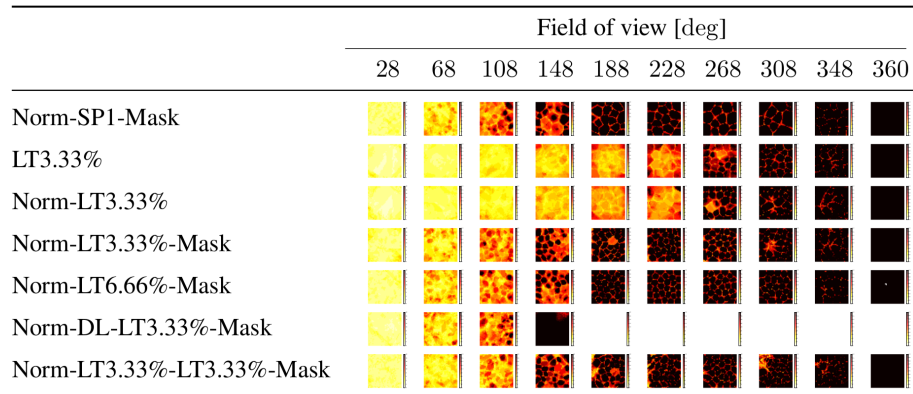 Field of view [deg]
28 68 108 148 188 228 268 308 348 360
Norm-SP1-Mask
LT3.33%
Norm-LT3.33%
Norm-LT3.33%-Mask
Norm-LT6.66%-Mask
Norm-DL-LT3.33%-Mask
Norm-LT3.33%-LT3.33%-Mask